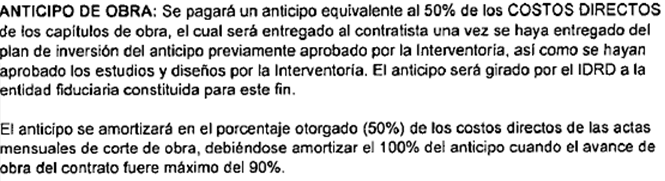 ANTICIPO DE OBRA: Se pagará un anticipo equivalente al 50% de los COSTOS DIRECTOS
de los capítulos de obra, el cual será entregado al contratista una vez se haya entregado del
plan de inversión del anticipo previamente aprobado por la Interventoría, así como se hayan
aprobado los estudios y diseños por la Interventoría. El anticipo será girado por el IDRD a la
entidad fiduciaria constituida para este fin.
El anticipo se amortizará en el porcentaje otorgado (50%) de los costos directos de las actas
mensuales de corte de obra, debiéndose amortizar el 100% del anticipo cuando el avance de
obra del contrato fuere máximo del 90%.